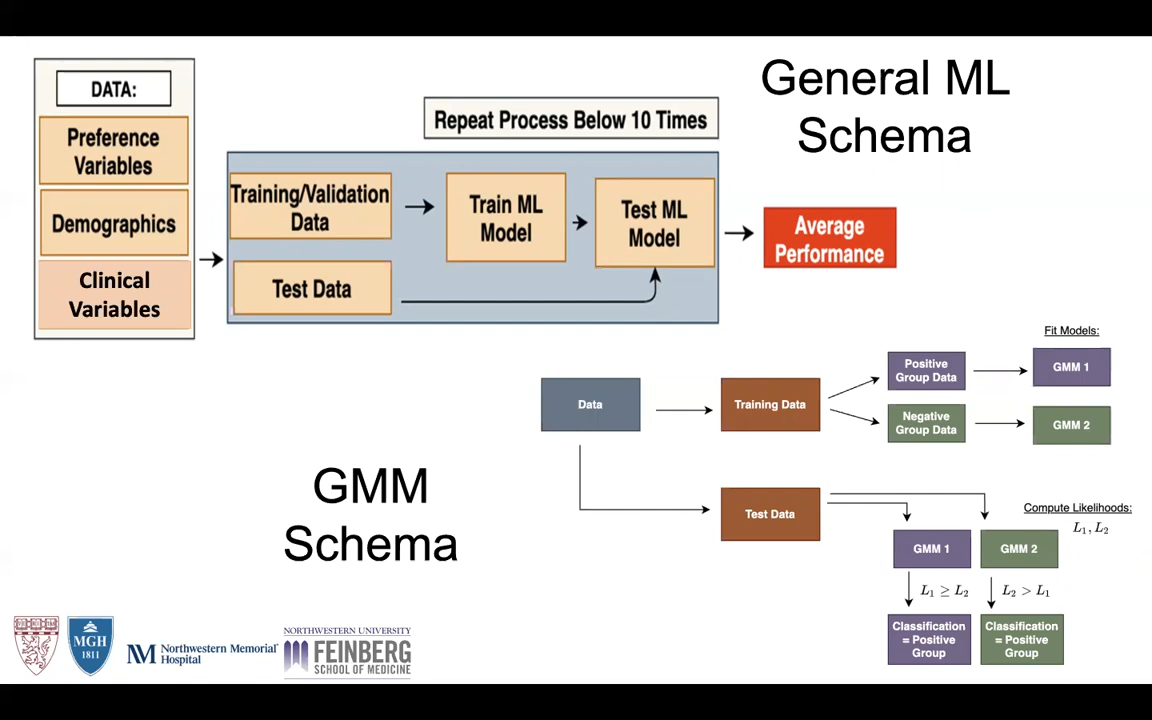 General ML
Schema
DATA:
Preference
Variables
Demographics
Clinical
Variables
Repeat Process Below 10 Times
Training/Validation
Data
Test Data
Train ML
Model
Test ML
Model
Average
Performance
GMM
Schema
Data
Training Data
Test Data
Positive
Group Data
Negative
Group Data
Fit Models:
GMM 1
GMM 2
Compute Likelihoods:
L₁, L₂
GMM 1
GMM 2
L₁ ≥ L₂
L₂ > L₁
Classification
= Positive
Group
Classification
= Positive
Group
MGH
1811
NM Northwestern Memorial®
Hospital
NORTHWESTERN UNIVERSITY
FEINBERG
SCHOOL OF MEDICINE